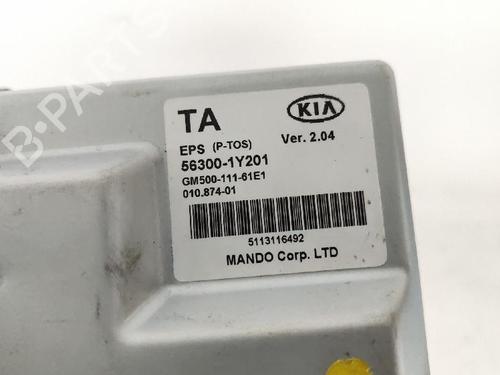 B-PARTS
TA
KIA
EPS (P-TOS)
Ver. 2.04
56300-1Y201
GM500-111-61E1
010.874-01
5113116492
MANDO Corp. LTD